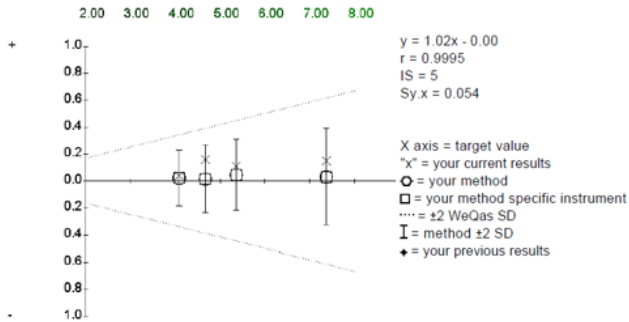 2.00 3.00 4.00 5.00 6.00 7.00 8.00
+
1.0
0.8
0.6
0.4
0.2
0.0
0.2
0.4
0.6
0.8
1.0
-
y = 1.02x - 0.00
r = 0.9995
IS = 5
Sy.x = 0.054
X axis = target value
"x" = your current results
= your method
= your method specific instrument
= ±2 WeQas SD
= method ±2 SD
= your previous results